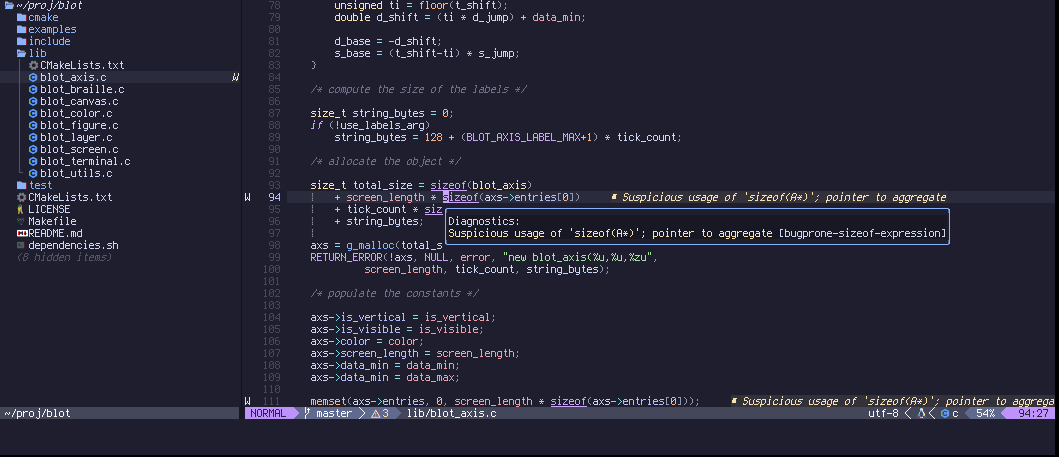 ~/proj/blot
cmake
examples
include
lib
CMakeLists.txt
blot_axis.c W
blot_braille.c
blot_canvas.c
blot_color.c
blot_figure.c
blot_layer.c
blot_screen.c
blot_terminal.c
blot_utils.c
test
CMakeLists.txt
LICENSE
Makefile
README.md
dependencies.sh
(8 hidden items)
~/proj/blot
78 unsigned ti = floor(t_shift);
79 double d_shift = (ti * d_jump) + data_min;
80
81 d_base = -d_shift;
82 s_base = (t_shift-ti) * s_jump;
83 }
84
85 /* compute the size of the labels */
86
87 size_t string_bytes = 0;
88 if (!use_labels_arg)
89 string_bytes = 128 + (BLOT_AXIS_LABEL_MAX+1) * tick_count;
90
91 /* allocate the object */
92
93 size_t total_size = sizeof(blot_axis)
W 94 + screen_length * sizeof(axs->entries[0]) Suspicious usage of 'sizeof(A*)'; pointer to aggregate
95 + tick_count * siz
96 + string_bytes;
97
Diagnostics:
Suspicious usage of 'sizeof(A*)'; pointer to aggregate [bugprone-sizeof-expression]
98 axs = g_malloc(total_s
99 RETURN_ERROR(!axs, NULL, error, "new blot_axis(%u,%u,%zu",
100 screen_length, tick_count, string_bytes);
101
102 /* populate the constants */
103
104 axs->is_vertical = is_vertical;
105 axs->is_visible = is_visible;
106 axs->color = color;
107 axs->screen_length = screen_length;
108 axs->data_min = data_min;
109 axs->data_min = data_max;
110
W 111 memset(axs->entries, 0, screen_length * sizeof(axs->entries[0])); Suspicious usage of 'sizeof(A*)'; pointer to aggrega
NORMAL master 3 lib/blot_axis.c utf-8 c 54% 94:27